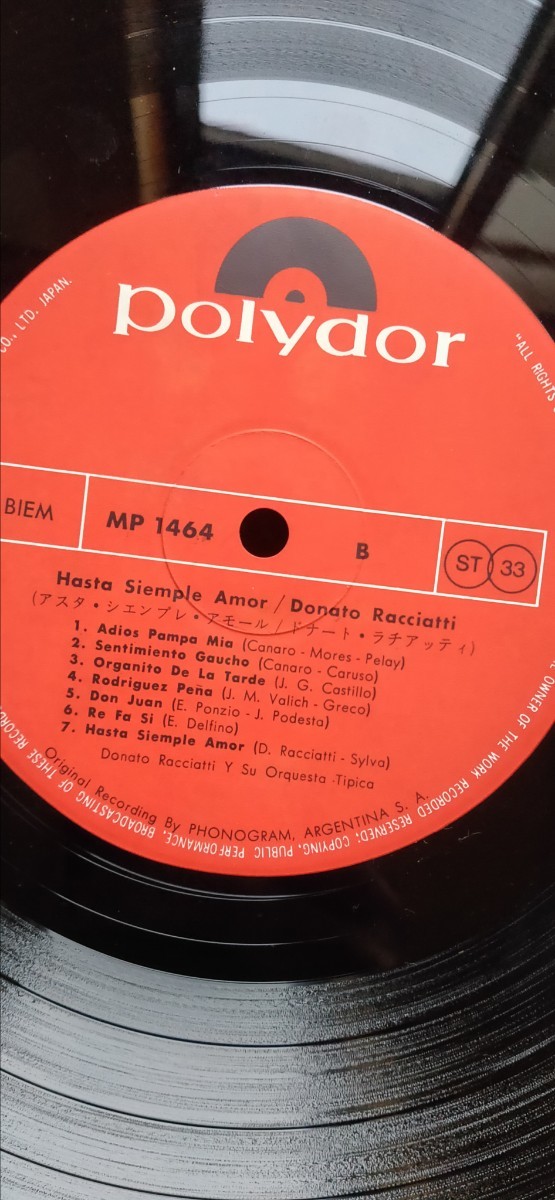 polydor
CO., LTD. JAPAN.
"ALL RIGHTS
BIEM
MP 1464
B
ST 33
Hasta Siemple Amor / Donato Racciatti
(アスタ・シエンプレ・アモール / ドナート・ラチアッティ)
1. Adios Pampa Mia (Canaro - Mores - Pelay)
2. Sentimiento Gaucho (Canaro - Caruso)
3. Organito De La Tarde (J. G. Castillo)
4. Rodriguez Peña (J. M. Valich - Greco)
5. Don Juan (E. Ponzio - J. Podesta)
6. Re Fa Si (E. Delfino)
7. Hasta Siemple Amor (D. Racciatti - Sylva)
Donato Racciatti Y Su Orquesta - Tipica
Original Recording By PHONOGRAM, ARGENTINA S. A.
OWNER OF THE WORK RECORDED RESERVED; COPYING, PUBLIC PERFORMANCE, BROADCASTING OF THESE RECORD